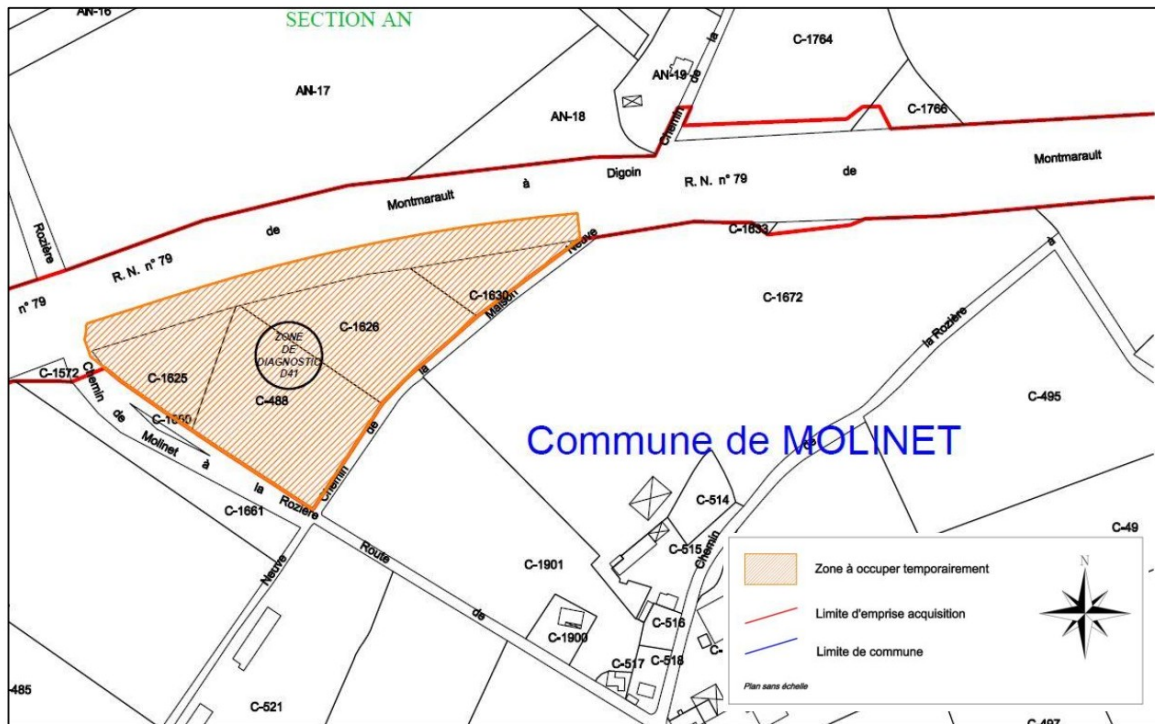 AN-16
SECTION AN
AN-17
AN-18
AN-19
Chemin de la
C-1764
C-1766
Rozière
n° 79
R. N. n° 79
de
Montmarault
à
Digoin
R. N. n° 79
de
Montmarault
C-1633
C-1672
C-1630
C-1626
ZONE
DE
DIAGNOSTIC
D41
C-1625
C-488
C-1572
Chemin de Molinet à la Rozière
C-1661
Chemin de la Maison Neuve
Neuve
la Rozière
à
C-495
Commune de MOLINET
C-514
C-515
Chemin
C-49
C-1901
Route
de
C-1900
C-516
C-517
C-518
C-
-485
C-521
C-497
N
Zone à occuper temporairement
Limite d'emprise acquisition
Limite de commune
Plan sans échelle